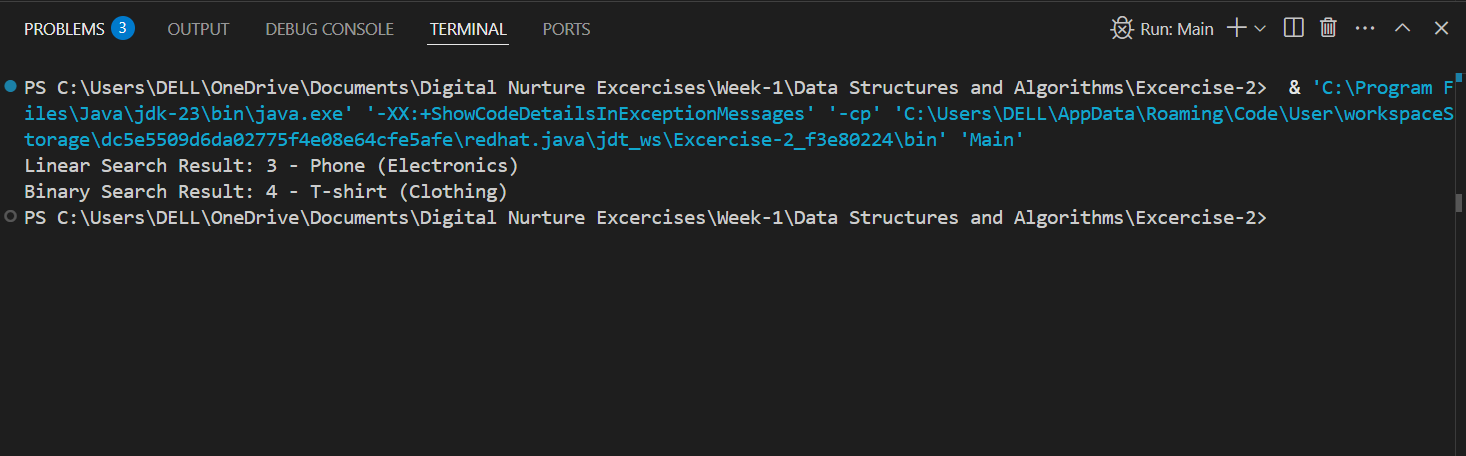 PROBLEMS 3 OUTPUT DEBUG CONSOLE TERMINAL PORTS Run: Main
PS C:\Users\DELL\OneDrive\Documents\Digital Nurture Excercises\Week-1\Data Structures and Algorithms\Excercise-2>  & 'C:\Program F
iles\Java\jdk-23\bin\java.exe' '-XX:+ShowCodeDetailsInExceptionMessages' '-cp' 'C:\Users\DELL\AppData\Roaming\Code\User\workspaceS
torage\dc5e5509d6da02775f4e08e64cfe5afe\redhat.java\jdt_ws\Excercise-2_f3e80224\bin' 'Main'
Linear Search Result: 3 - Phone (Electronics)
Binary Search Result: 4 - T-shirt (Clothing)
PS C:\Users\DELL\OneDrive\Documents\Digital Nurture Excercises\Week-1\Data Structures and Algorithms\Excercise-2>